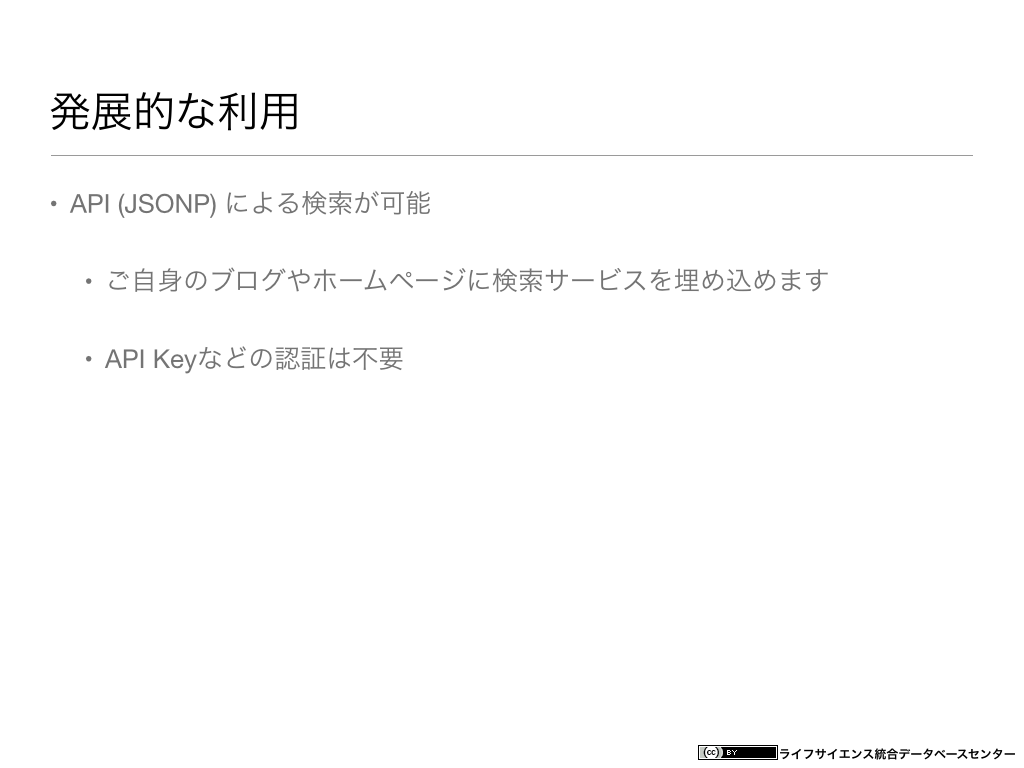 発展的な利用
• API (JSONP) による検索が可能
• ご自身のブログやホームページに検索サービスを埋め込めます
• API Keyなどの認証は不要
(cc) BY ライフサイエンス統合データベースセンター